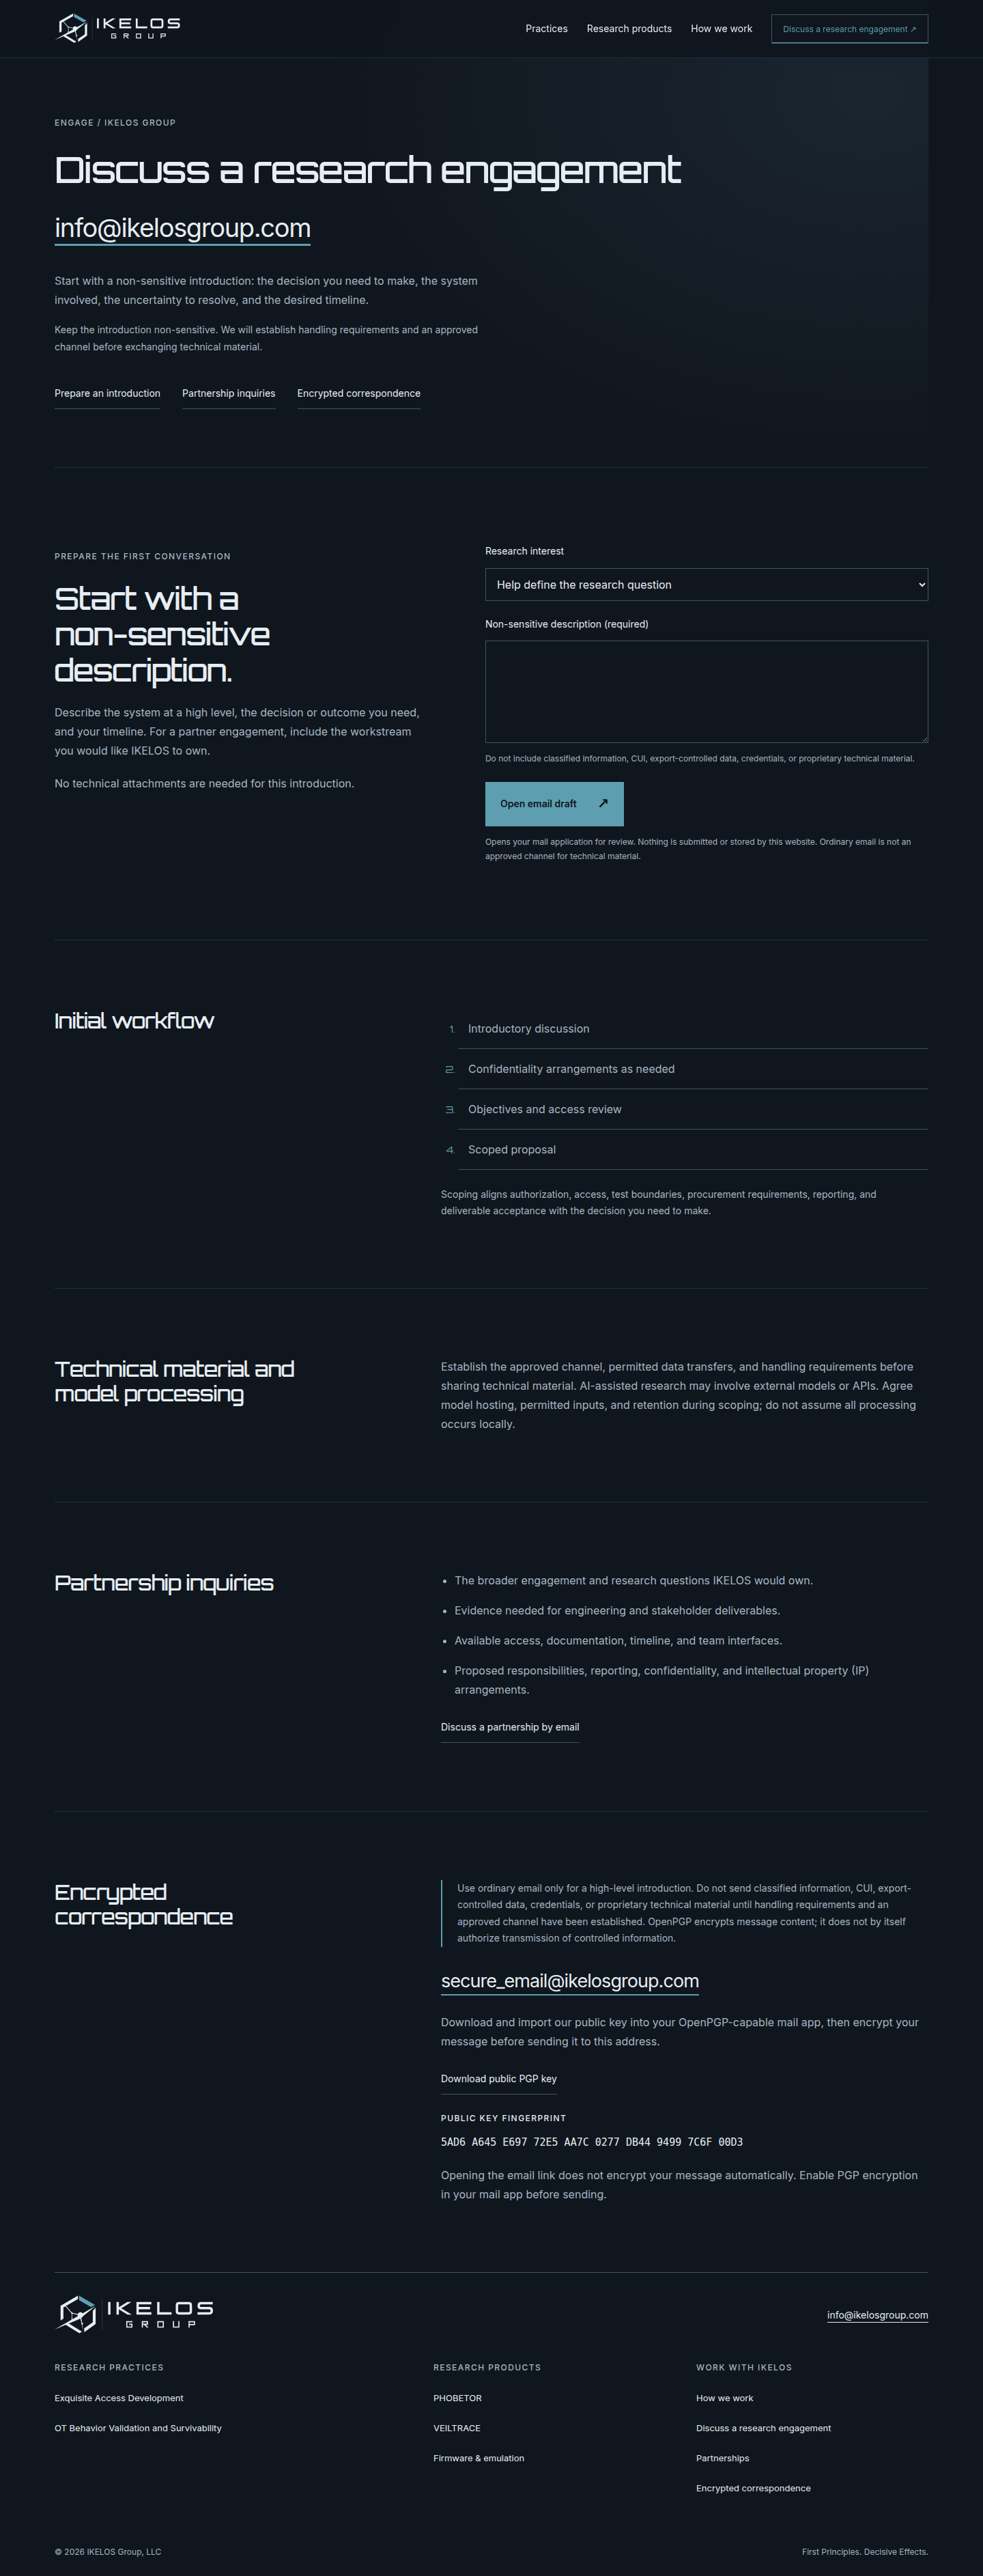 IKELOS
GROUP
Practices
Research products
How we work
Discuss a research engagement ↗
ENGAGE / IKELOS GROUP
Discuss a research engagement
info@ikelosgroup.com
Start with a non-sensitive introduction: the decision you need to make, the system
involved, the uncertainty to resolve, and the desired timeline.
Keep the introduction non-sensitive. We will establish handling requirements and an approved
channel before exchanging technical material.
Prepare an introduction
Partnership inquiries
Encrypted correspondence
PREPARE THE FIRST CONVERSATION
Start with a
non-sensitive
description.
Describe the system at a high level, the decision or outcome you need,
and your timeline. For a partner engagement, include the workstream
you would like IKELOS to own.
No technical attachments are needed for this introduction.
Research interest
Help define the research question
Non-sensitive description (required)
Do not include classified information, CUI, export-controlled data, credentials, or proprietary technical material.
Open email draft ↗
Opens your mail application for review. Nothing is submitted or stored by this website. Ordinary email is not an
approved channel for technical material.
Initial workflow
1. Introductory discussion
2. Confidentiality arrangements as needed
3. Objectives and access review
4. Scoped proposal
Scoping aligns authorization, access, test boundaries, procurement requirements, reporting, and
deliverable acceptance with the decision you need to make.
Technical material and
model processing
Establish the approved channel, permitted data transfers, and handling requirements before
sharing technical material. AI-assisted research may involve external models or APIs. Agree
model hosting, permitted inputs, and retention during scoping; do not assume all processing
occurs locally.
Partnership inquiries
• The broader engagement and research questions IKELOS would own.
• Evidence needed for engineering and stakeholder deliverables.
• Available access, documentation, timeline, and team interfaces.
• Proposed responsibilities, reporting, confidentiality, and intellectual property (IP)
arrangements.
Discuss a partnership by email
Encrypted
correspondence
Use ordinary email only for a high-level introduction. Do not send classified information, CUI, export-
controlled data, credentials, or proprietary technical material until handling requirements and an
approved channel have been established. OpenPGP encrypts message content; it does not by itself
authorize transmission of controlled information.
secure_email@ikelosgroup.com
Download and import our public key into your OpenPGP-capable mail app, then encrypt your
message before sending it to this address.
Download public PGP key
PUBLIC KEY FINGERPRINT
5AD6 A645 E697 72E5 AA7C 0277 DB44 9499 7C6F 00D3
Opening the email link does not encrypt your message automatically. Enable PGP encryption
in your mail app before sending.
IKELOS
GROUP
info@ikelosgroup.com
RESEARCH PRACTICES
Exquisite Access Development
OT Behavior Validation and Survivability
RESEARCH PRODUCTS
PHOBETOR
VEILTRACE
Firmware & emulation
WORK WITH IKELOS
How we work
Discuss a research engagement
Partnerships
Encrypted correspondence
© 2026 IKELOS Group, LLC
First Principles. Decisive Effects.